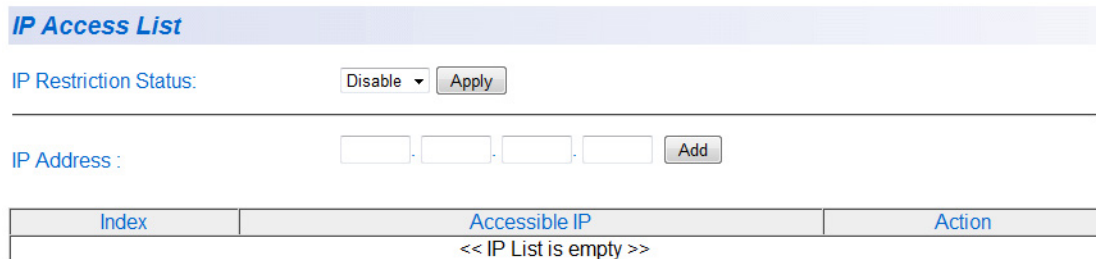 IP Access List
IP Restriction Status: Disable Apply
IP Address : . . . Add
Index Accessible IP Action
<< IP List is empty >>